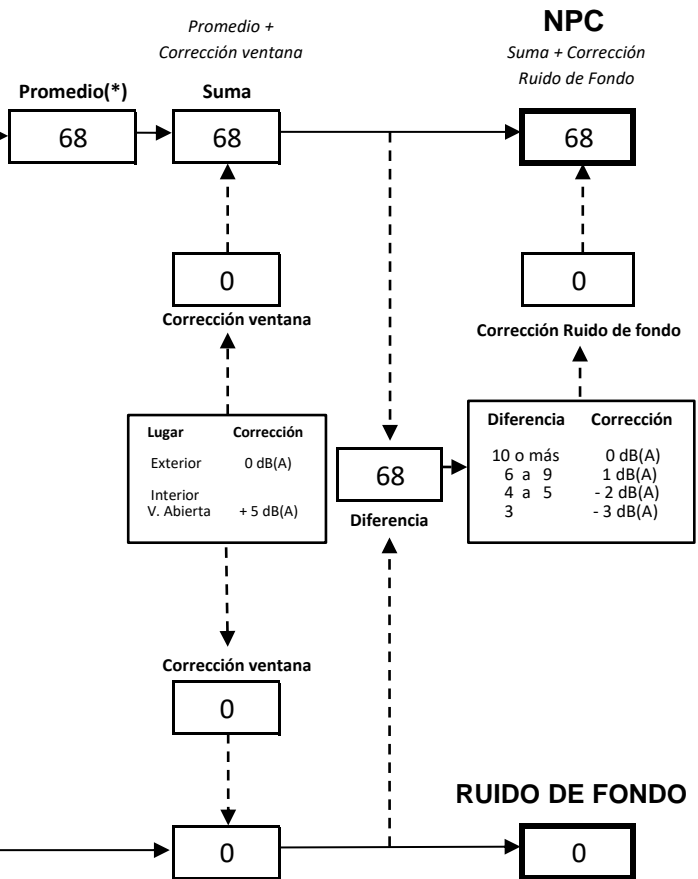 Promedio +
Corrección ventana
NPC
Suma + Corrección
Ruido de Fondo
Promedio(*)
Suma
68
68
68
0
0
Corrección ventana
Corrección Ruido de fondo
Lugar Corrección
Exterior 0 dB(A)
Interior
V. Abierta + 5 dB(A)
68
Diferencia
Diferencia Corrección
10 o más 0 dB(A)
6 a 9 1 dB(A)
4 a 5 - 2 dB(A)
3 - 3 dB(A)
Corrección ventana
0
RUIDO DE FONDO
0
0